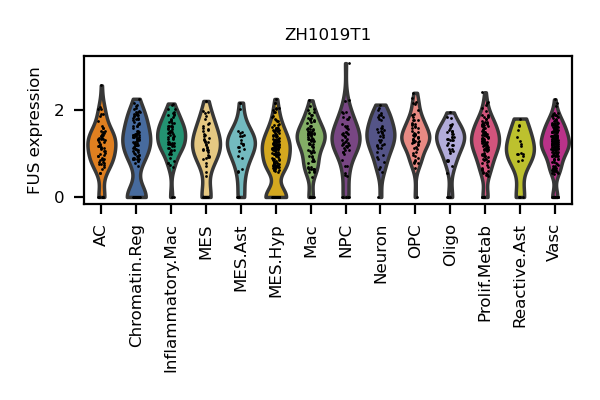 ZH1019T1
FUS expression
2
0
AC
Chromatin.Reg
Inflammatory.Mac
MES
MES.Ast
MES.Hyp
Mac
NPC
Neuron
OPC
Oligo
Prolif.Metab
Reactive.Ast
Vasc